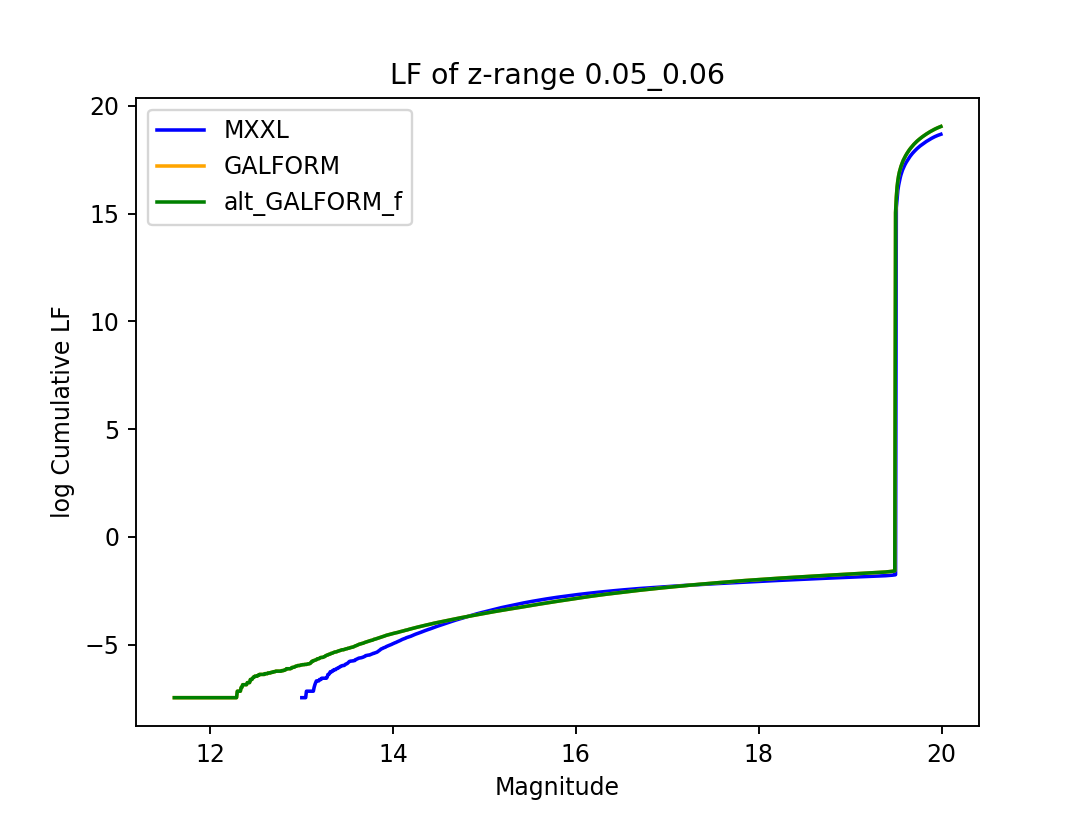 LF of z-range 0.05_0.06
MXXL
GALFORM
alt_GALFORM_f
log Cumulative LF
20
15
10
5
0
−5
12 14 16 18 20
Magnitude